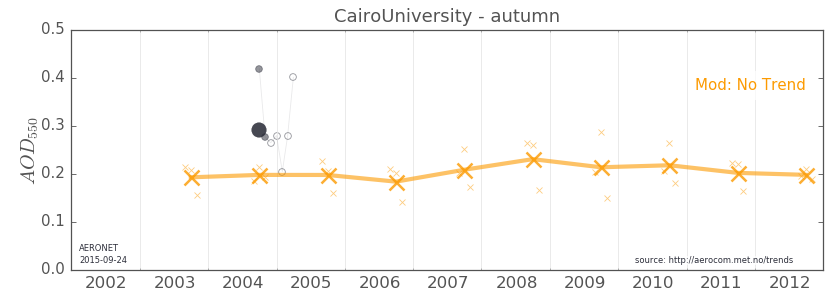 CairoUniversity - autumn
0.5
0.4
0.3
0.2
0.1
0.0
AOD550
Mod: No Trend
AERONET
2015-09-24
source: http://aerocom.met.no/trends
2002 2003 2004 2005 2006 2007 2008 2009 2010 2011 2012